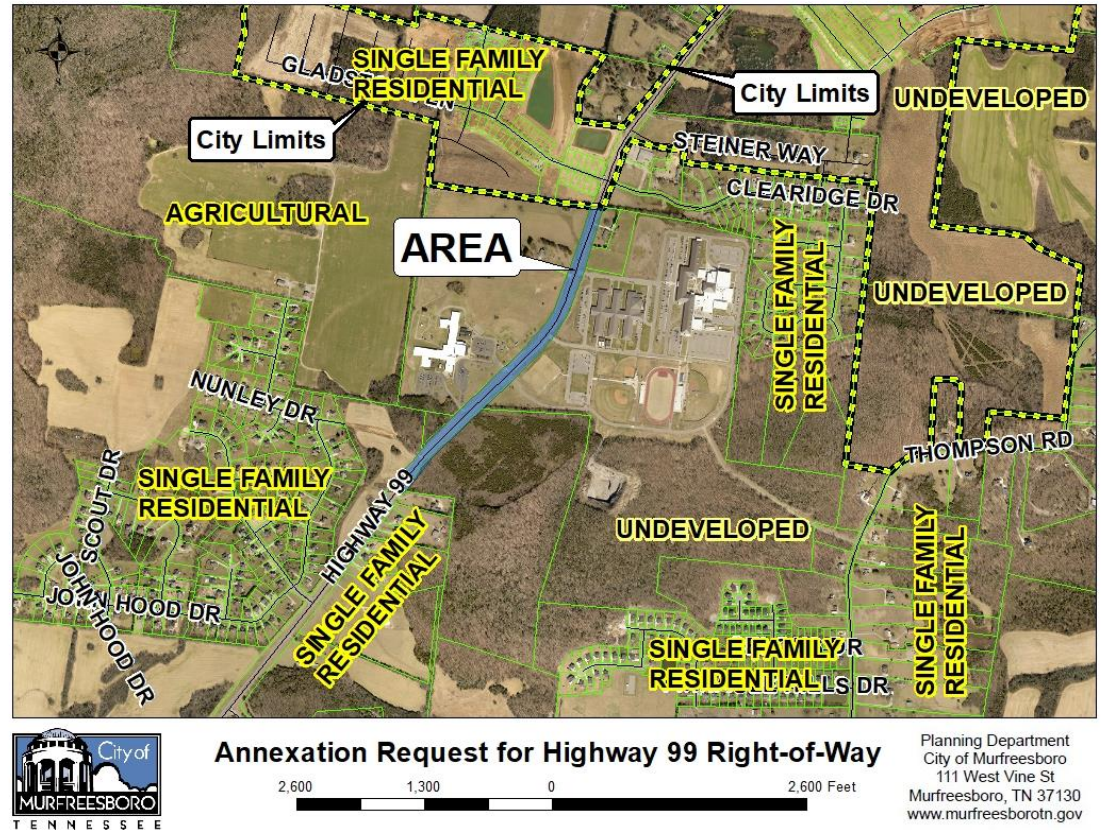 SINGLE FAMILY
RESIDENTIAL
City Limits
UNDEVELOPED
City Limits
STEINER WAY
CLEARIDGE DR
AGRICULTURAL
AREA
SINGLE FAMILY
RESIDENTIAL
UNDEVELOPED
NUNLEY DR
THOMPSON RD
SINGLE FAMILY
RESIDENTIAL
SCOUT DR
HIGHWAY 99
UNDEVELOPED
SINGLE FAMILY
RESIDENTIAL
SINGLE FAMILY
RESIDENTIAL
JOHN HOOD DR
JOHN HOOD DR
SINGLE FAMILY
RESIDENTIAL
DR
DR
City of
MURFREESBORO
TENNESSEE
Annexation Request for Highway 99 Right-of-Way
2,600 1,300 0 2,600 Feet
Planning Department
City of Murfreesboro
111 West Vine St
Murfreesboro, TN 37130
www.murfreesborotn.gov